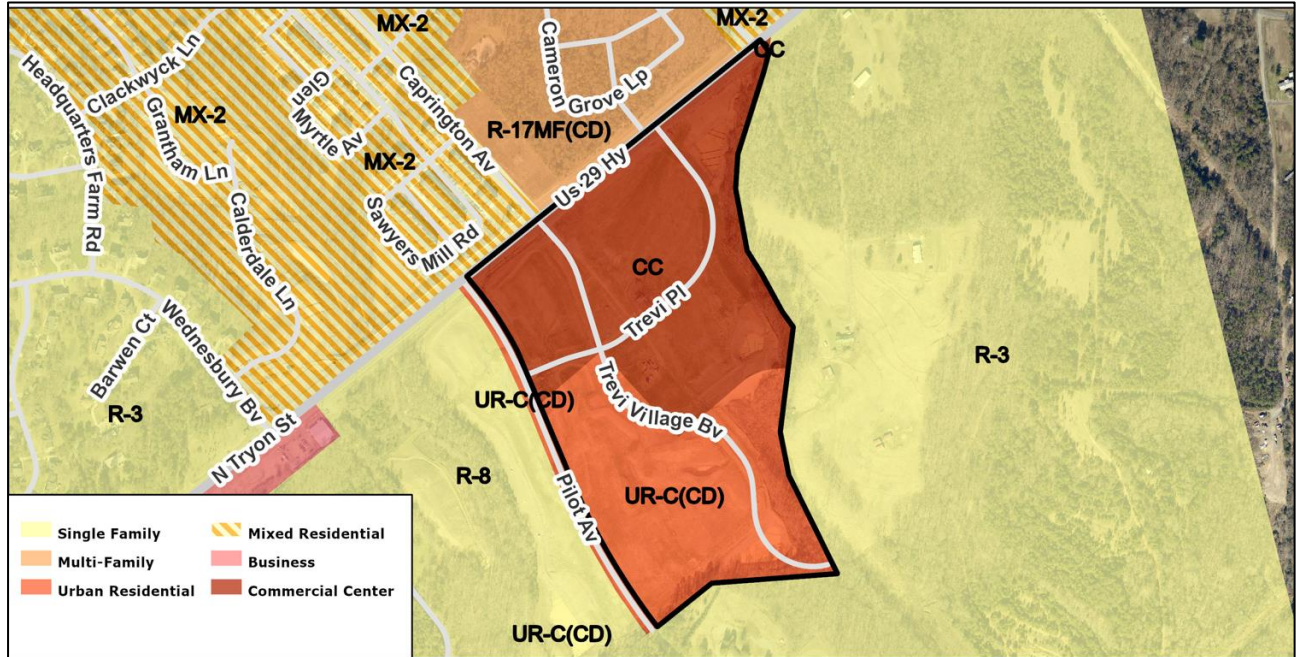 MX-2
MX-2
CC
Headquarters Farm Rd
Clackwyck Ln
Grantham Ln
MX-2
Glen
Myrtle Av
Caprington Av
Cameron
Grove Lp
R-17MF(CD)
MX-2
Us 29 Hy
Sawyers
Mill Rd
Calderdale Ln
CC
Trevi Pl
Wednesbury Bv
Barwen Ct
R-3
R-3
UR-C(CD)
Trevi Village Bv
N Tryon St
R-8
Pilot Av
UR-C(CD)
UR-C(CD)
Single Family
Mixed Residential
Multi-Family
Business
Urban Residential
Commercial Center